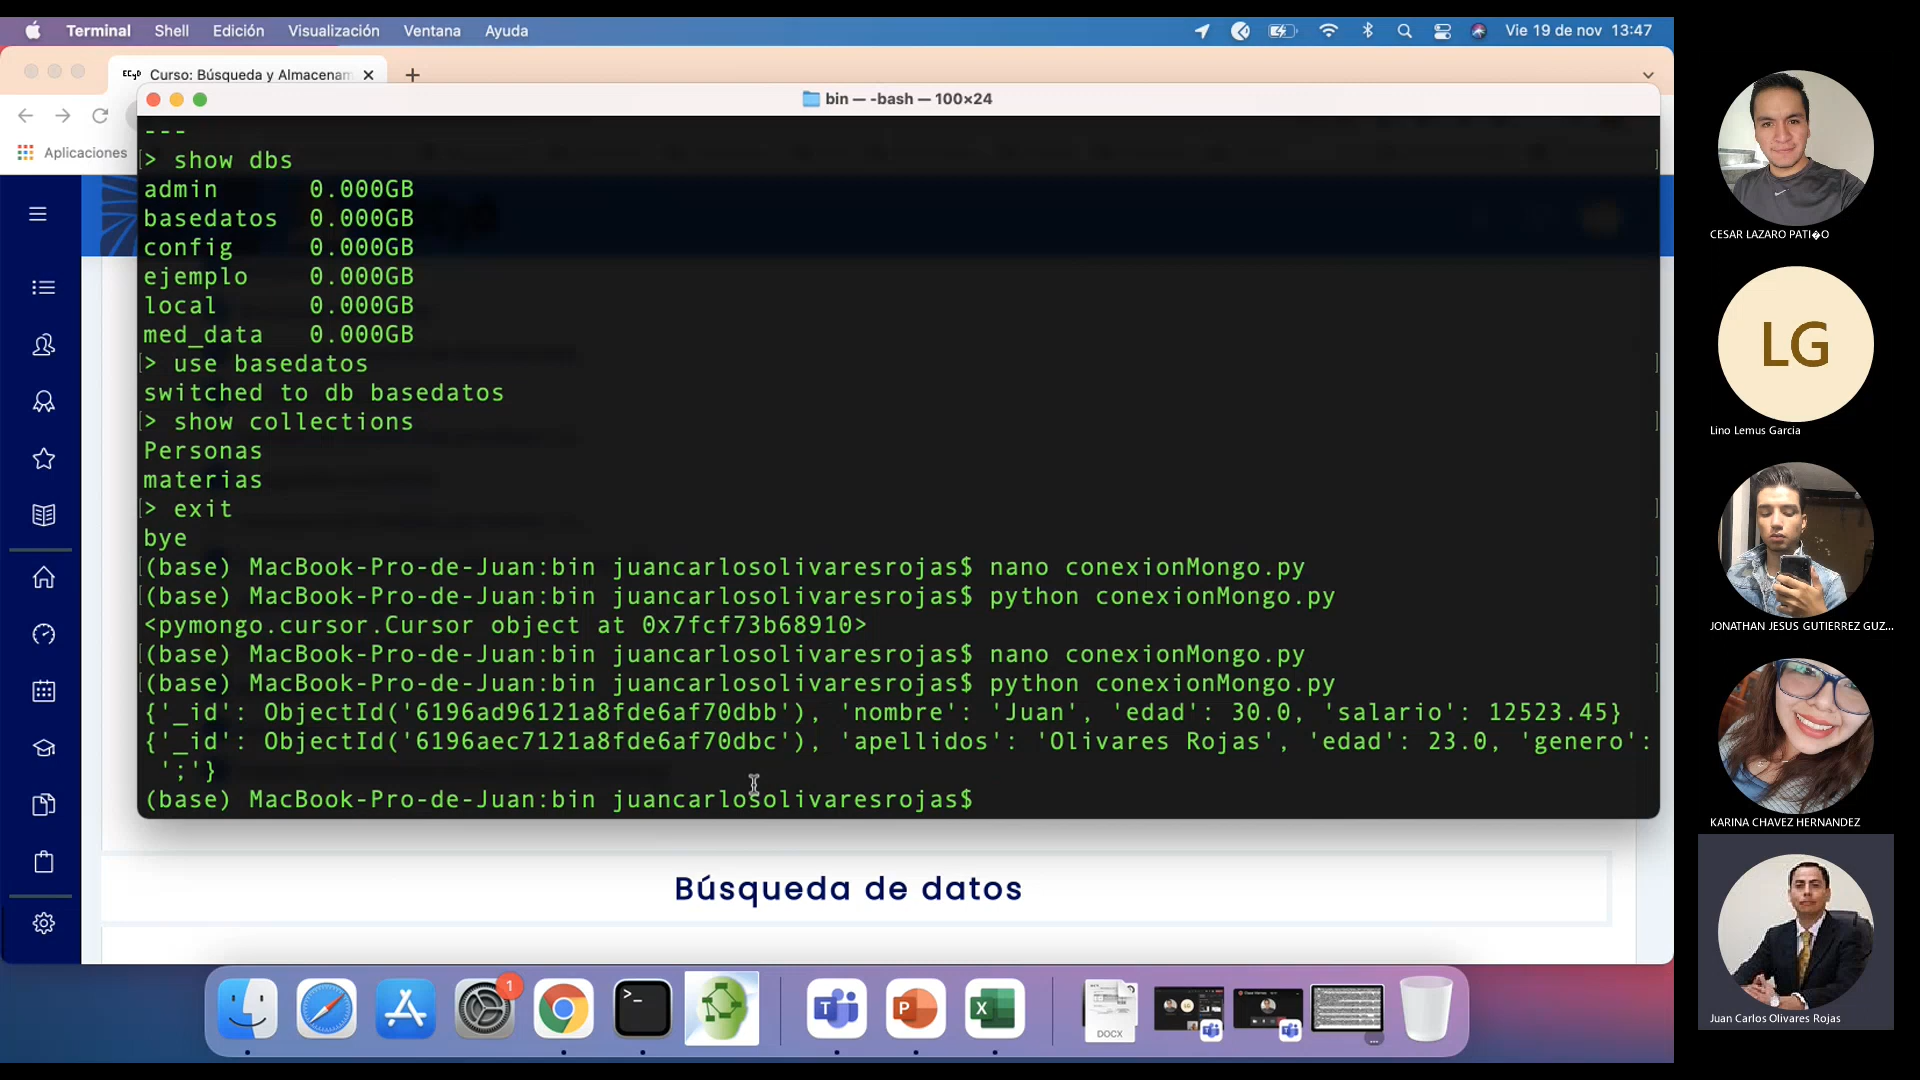 Terminal Shell Edición Visualización Ventana Ayuda Vie 19 de nov 13:47
ECyD Curso: Búsqueda y Almacenam
Aplicaciones
bin — -bash — 100×24
---
> show dbs
admin 0.000GB
basedatos 0.000GB
config 0.000GB
ejemplo 0.000GB
local 0.000GB
med_data 0.000GB
> use basedatos
switched to db basedatos
> show collections
Personas
materias
> exit
bye
(base) MacBook-Pro-de-Juan:bin juancarlosolivaresrojas$ nano conexionMongo.py
(base) MacBook-Pro-de-Juan:bin juancarlosolivaresrojas$ python conexionMongo.py
<pymongo.cursor.Cursor object at 0x7fcf73b68910>
(base) MacBook-Pro-de-Juan:bin juancarlosolivaresrojas$ nano conexionMongo.py
(base) MacBook-Pro-de-Juan:bin juancarlosolivaresrojas$ python conexionMongo.py
{'_id': ObjectId('6196ad96121a8fde6af70dbb'), 'nombre': 'Juan', 'edad': 30.0, 'salario': 12523.45}
{'_id': ObjectId('6196aec7121a8fde6af70dbc'), 'apellidos': 'Olivares Rojas', 'edad': 23.0, 'genero':
';'}
(base) MacBook-Pro-de-Juan:bin juancarlosolivaresrojas$
Búsqueda de datos
1
DOCX
CESAR LAZARO PATI�O
LG
Lino Lemus Garcia
JONATHAN JESUS GUTIERREZ GUZ...
KARINA CHAVEZ HERNANDEZ
Juan Carlos Olivares Rojas